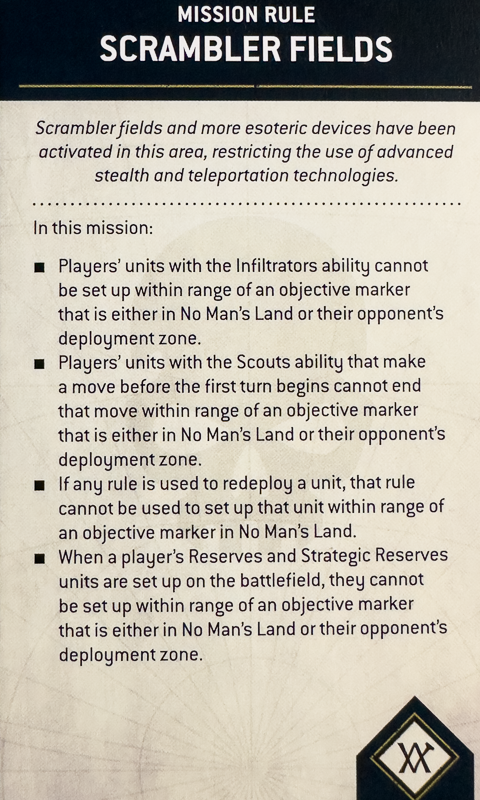 MISSION RULE
SCRAMBLER FIELDS
Scrambler fields and more esoteric devices have been
activated in this area, restricting the use of advanced
stealth and teleportation technologies.
In this mission:
■ Players’ units with the Infiltrators ability cannot
be set up within range of an objective marker
that is either in No Man’s Land or their opponent’s
deployment zone.
■ Players’ units with the Scouts ability that make
a move before the first turn begins cannot end
that move within range of an objective marker
that is either in No Man’s Land or their opponent’s
deployment zone.
■ If any rule is used to redeploy a unit, that rule
cannot be used to set up that unit within range of
an objective marker in No Man’s Land.
■ When a player’s Reserves and Strategic Reserves
units are set up on the battlefield, they cannot
be set up within range of an objective marker
that is either in No Man’s Land or their opponent’s
deployment zone.